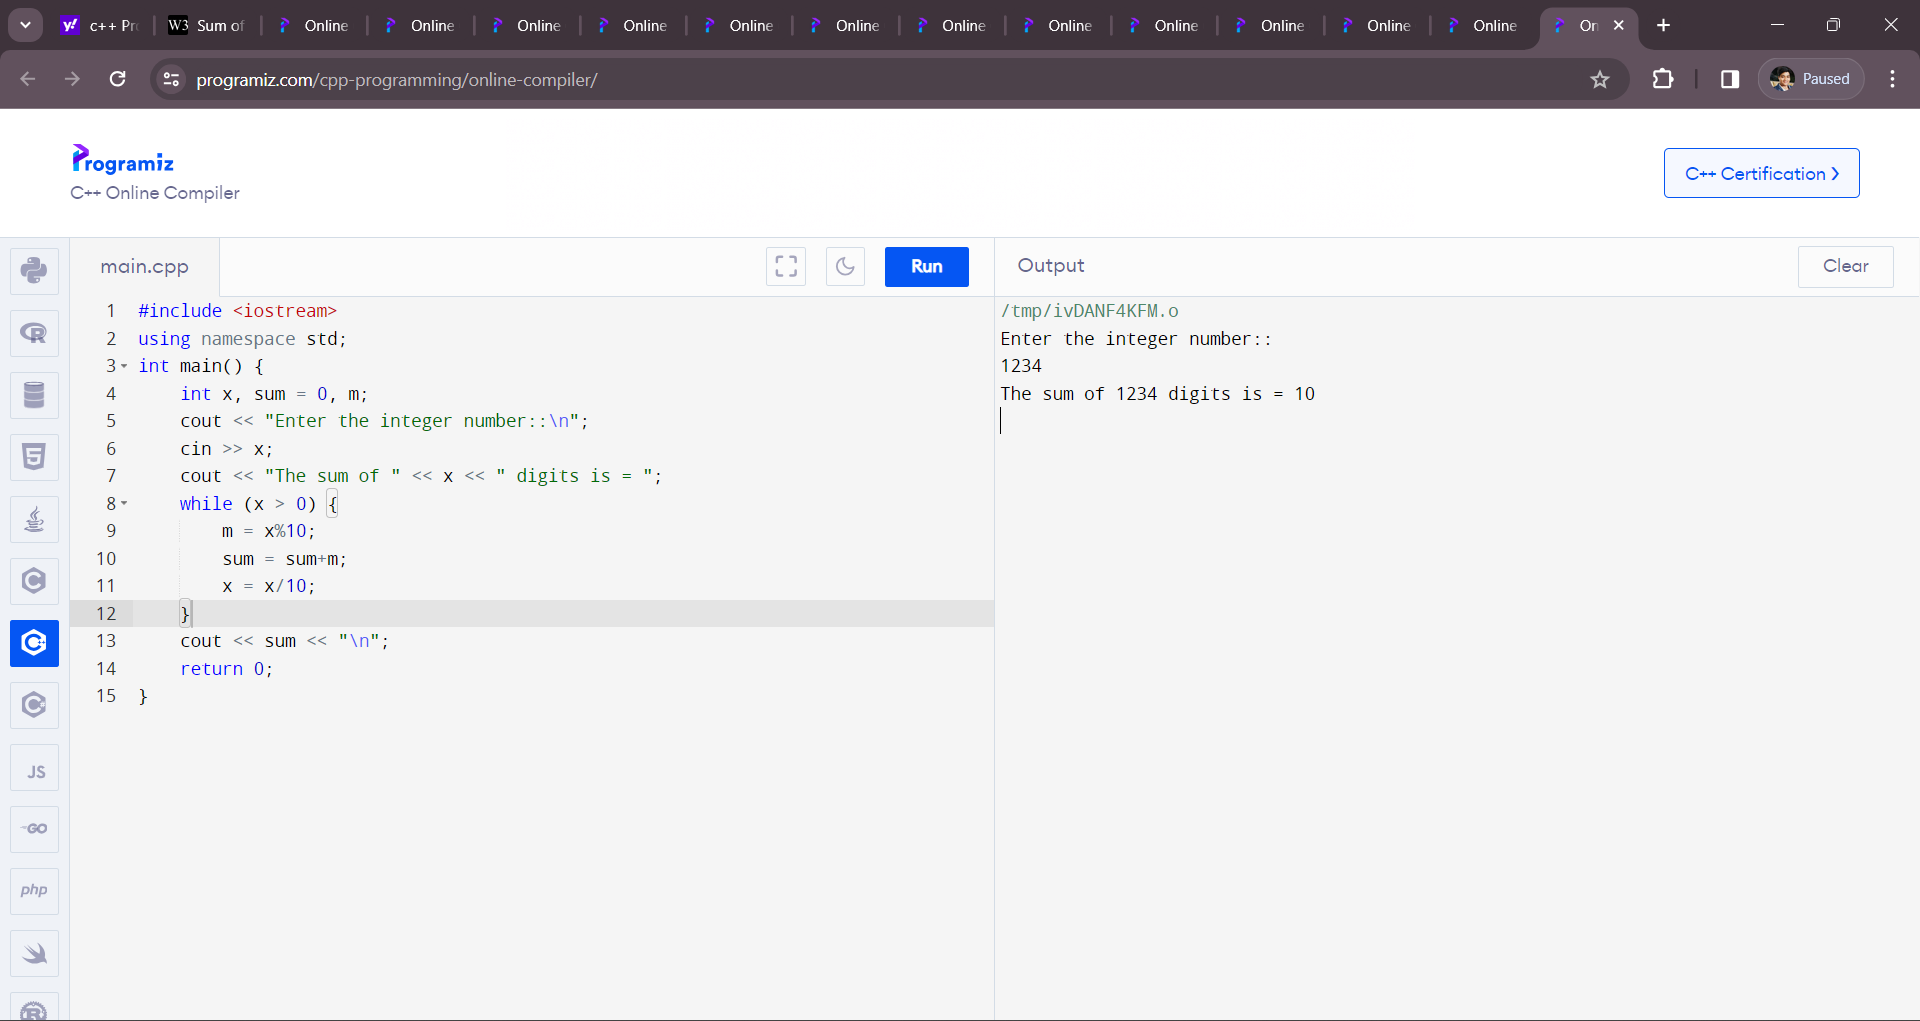 c++ Pr
W3 Sum of
Online
Online
Online
Online
Online
Online
Online
Online
Online
Online
Online
Online
On
programiz.com/cpp-programming/online-compiler/
Paused
Programiz
C++ Online Compiler
C++ Certification
main.cpp
Run
Output
Clear
1 #include <iostream>
2 using namespace std;
3 int main() {
4 int x, sum = 0, m;
5 cout << "Enter the integer number::\n";
6 cin >> x;
7 cout << "The sum of " << x << " digits is = ";
8 while (x > 0) {
9 m = x%10;
10 sum = sum+m;
11 x = x/10;
12 }
13 cout << sum << "\n";
14 return 0;
15 }
/tmp/ivDANF4KFM.o
Enter the integer number::
1234
The sum of 1234 digits is = 10
R
5
C
C++
C#
JS
GO
php
R